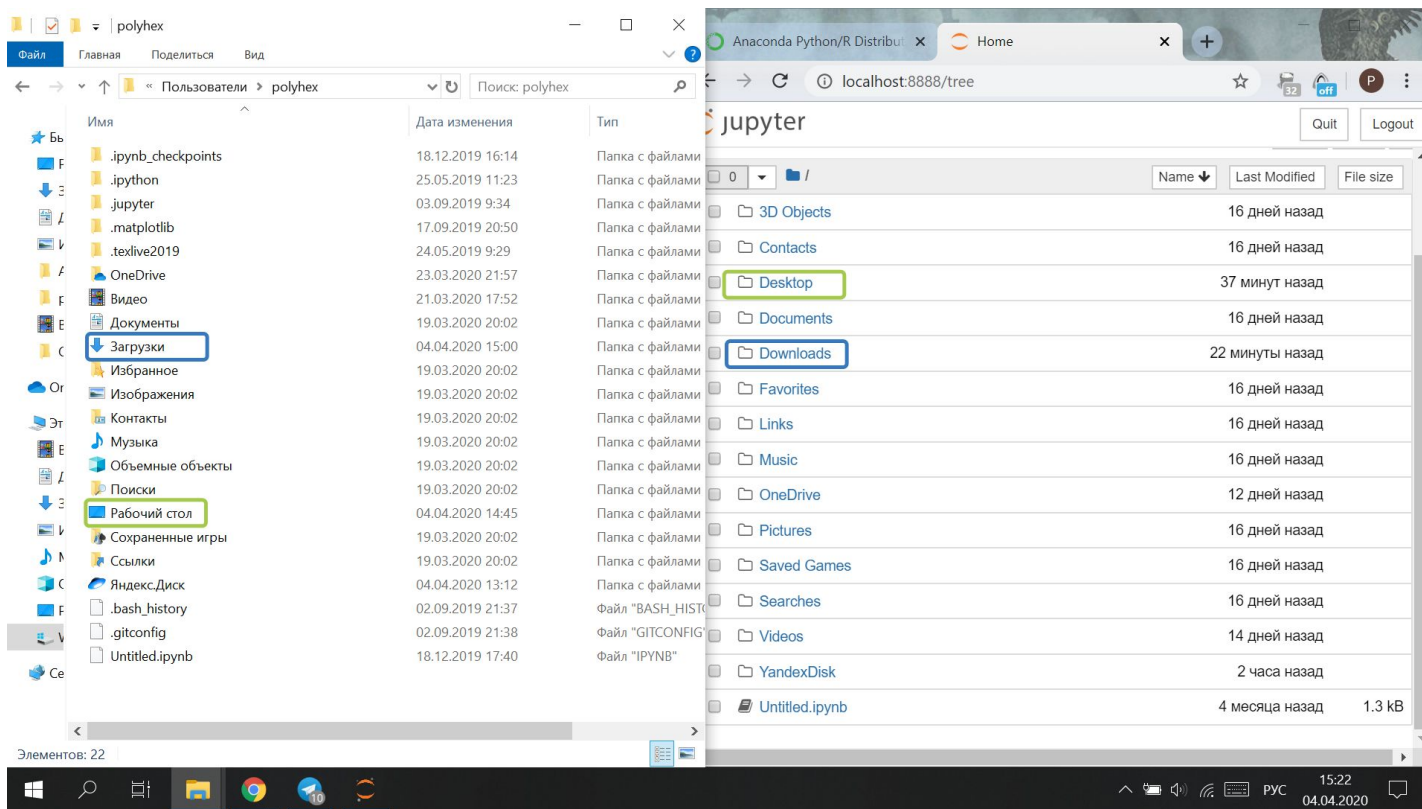 polyhex
Файл Главная Поделиться Вид
« Пользователи > polyhex
Поиск: polyhex
Имя Дата изменения Тип
.ipynb_checkpoints 18.12.2019 16:14 Папка с файлами
.ipython 25.05.2019 11:23 Папка с файлами
.jupyter 03.09.2019 9:34 Папка с файлами
.matplotlib 17.09.2019 20:50 Папка с файлами
.texlive2019 24.05.2019 9:29 Папка с файлами
OneDrive 23.03.2020 21:57 Папка с файлами
Видео 21.03.2020 17:52 Папка с файлами
Документы 19.03.2020 20:02 Папка с файлами
Загрузки 04.04.2020 15:00 Папка с файлами
Избранное 19.03.2020 20:02 Папка с файлами
Изображения 19.03.2020 20:02 Папка с файлами
Контакты 19.03.2020 20:02 Папка с файлами
Музыка 19.03.2020 20:02 Папка с файлами
Объемные объекты 19.03.2020 20:02 Папка с файлами
Поиски 19.03.2020 20:02 Папка с файлами
Рабочий стол 04.04.2020 14:45 Папка с файлами
Сохраненные игры 19.03.2020 20:02 Папка с файлами
Ссылки 19.03.2020 20:02 Папка с файлами
Яндекс.Диск 04.04.2020 13:12 Папка с файлами
.bash_history 02.09.2019 21:37 Файл "BASH_HIST
.gitconfig 02.09.2019 21:38 Файл "GITCONFIG"
Untitled.ipynb 18.12.2019 17:40 Файл "IPYNB"
Элементов: 22
Anaconda Python/R Distribut
Home
localhost:8888/tree
32 off P
jupyter
Quit Logout
0 / Name Last Modified File size
3D Objects 16 дней назад
Contacts 16 дней назад
Desktop 37 минут назад
Documents 16 дней назад
Downloads 22 минуты назад
Favorites 16 дней назад
Links 16 дней назад
Music 16 дней назад
OneDrive 12 дней назад
Pictures 16 дней назад
Saved Games 16 дней назад
Searches 16 дней назад
Videos 14 дней назад
YandexDisk 2 часа назад
Untitled.ipynb 4 месяца назад 1.3 kB
10
РУС
15:22
04.04.2020